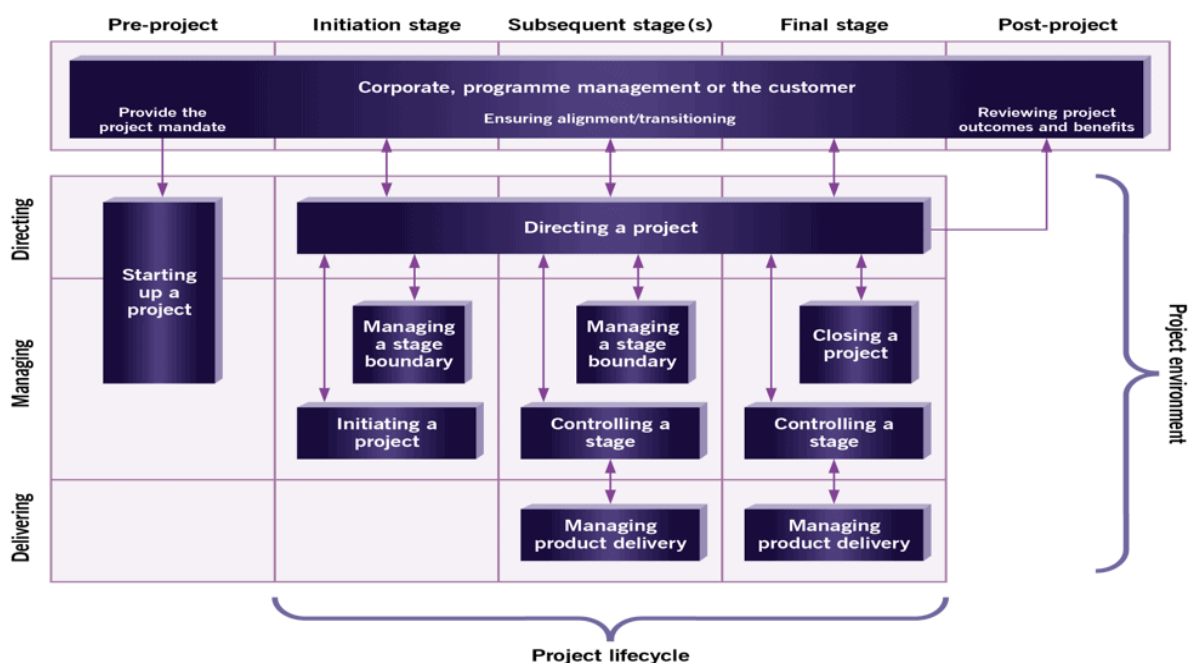 Pre-project
Initiation stage
Subsequent stage(s)
Final stage
Post-project
Corporate, programme management or the customer
Provide the
project mandate
Ensuring alignment/transitioning
Reviewing project
outcomes and benefits
Directing
Directing a project
Starting
up a
project
Managing
Managing
a stage
boundary
Managing
a stage
boundary
Closing a
project
Initiating a
project
Controlling a
stage
Controlling a
stage
Delivering
Managing
product delivery
Managing
product delivery
Project environment
Project lifecycle